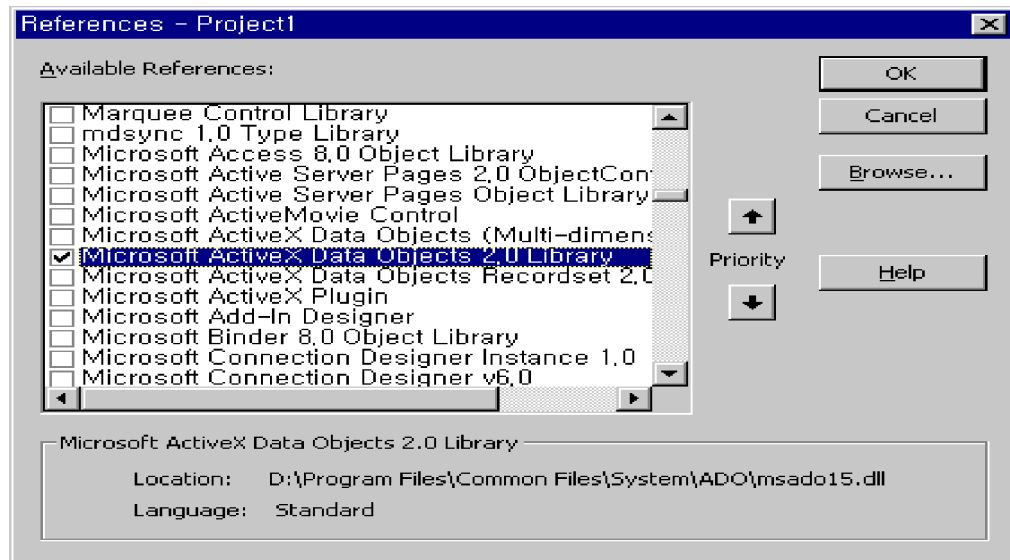 References - Project1
Available References:
Marquee Control Library
mdsync 1,0 Type Library
Microsoft Access 8,0 Object Library
Microsoft Active Server Pages 2,0 ObjectCon
Microsoft Active Server Pages Object Library
Microsoft ActiveMovie Control
Microsoft ActiveX Data Objects (Multi-dimens
Microsoft ActiveX Data Objects 2,0 Library
Microsoft ActiveX Data Objects Recordset 2,0
Microsoft ActiveX Plugin
Microsoft Add-In Designer
Microsoft Binder 8,0 Object Library
Microsoft Connection Designer Instance 1,0
Microsoft Connection Designer v6,0
Priority
OK
Cancel
Browse...
Help
Microsoft ActiveX Data Objects 2.0 Library
Location: D:\Program Files\Common Files\System\ADO\msado15.dll
Language: Standard